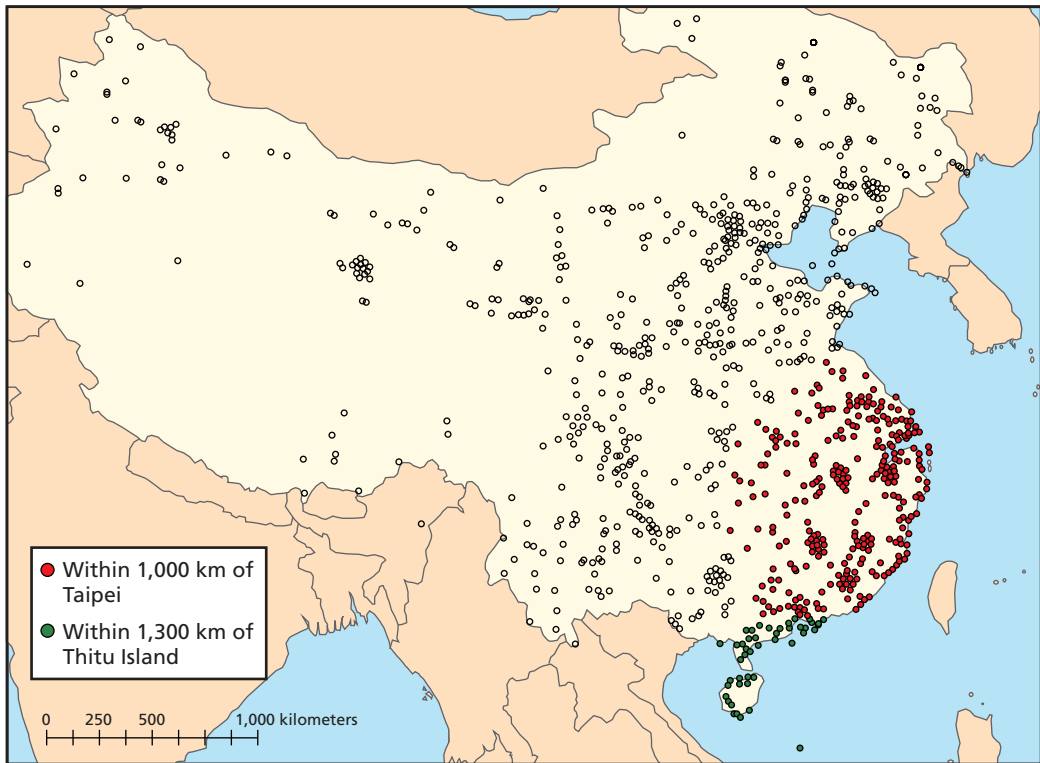 Within 1,000 km of
Taipei
Within 1,300 km of
Thitu Island
0 250 500 1,000 kilometers